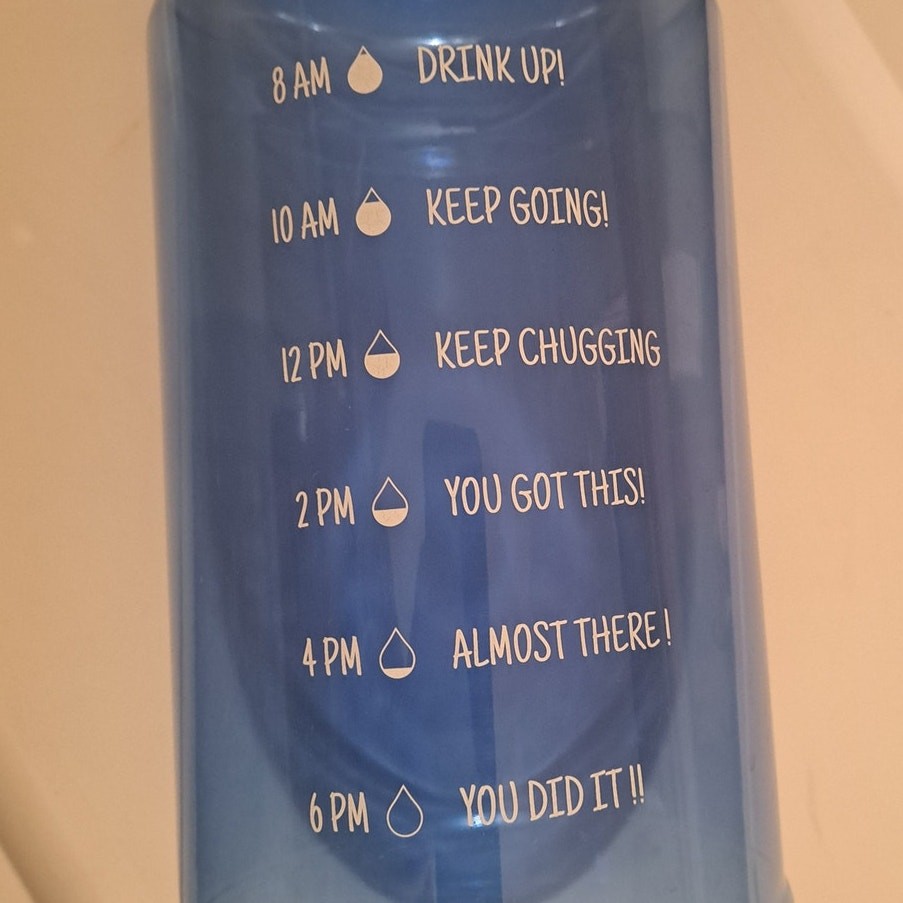 8 AM DRINK UP!
10 AM KEEP GOING!
12 PM KEEP CHUGGING
2 PM YOU GOT THIS!
4 PM ALMOST THERE!
6 PM YOU DID IT!!